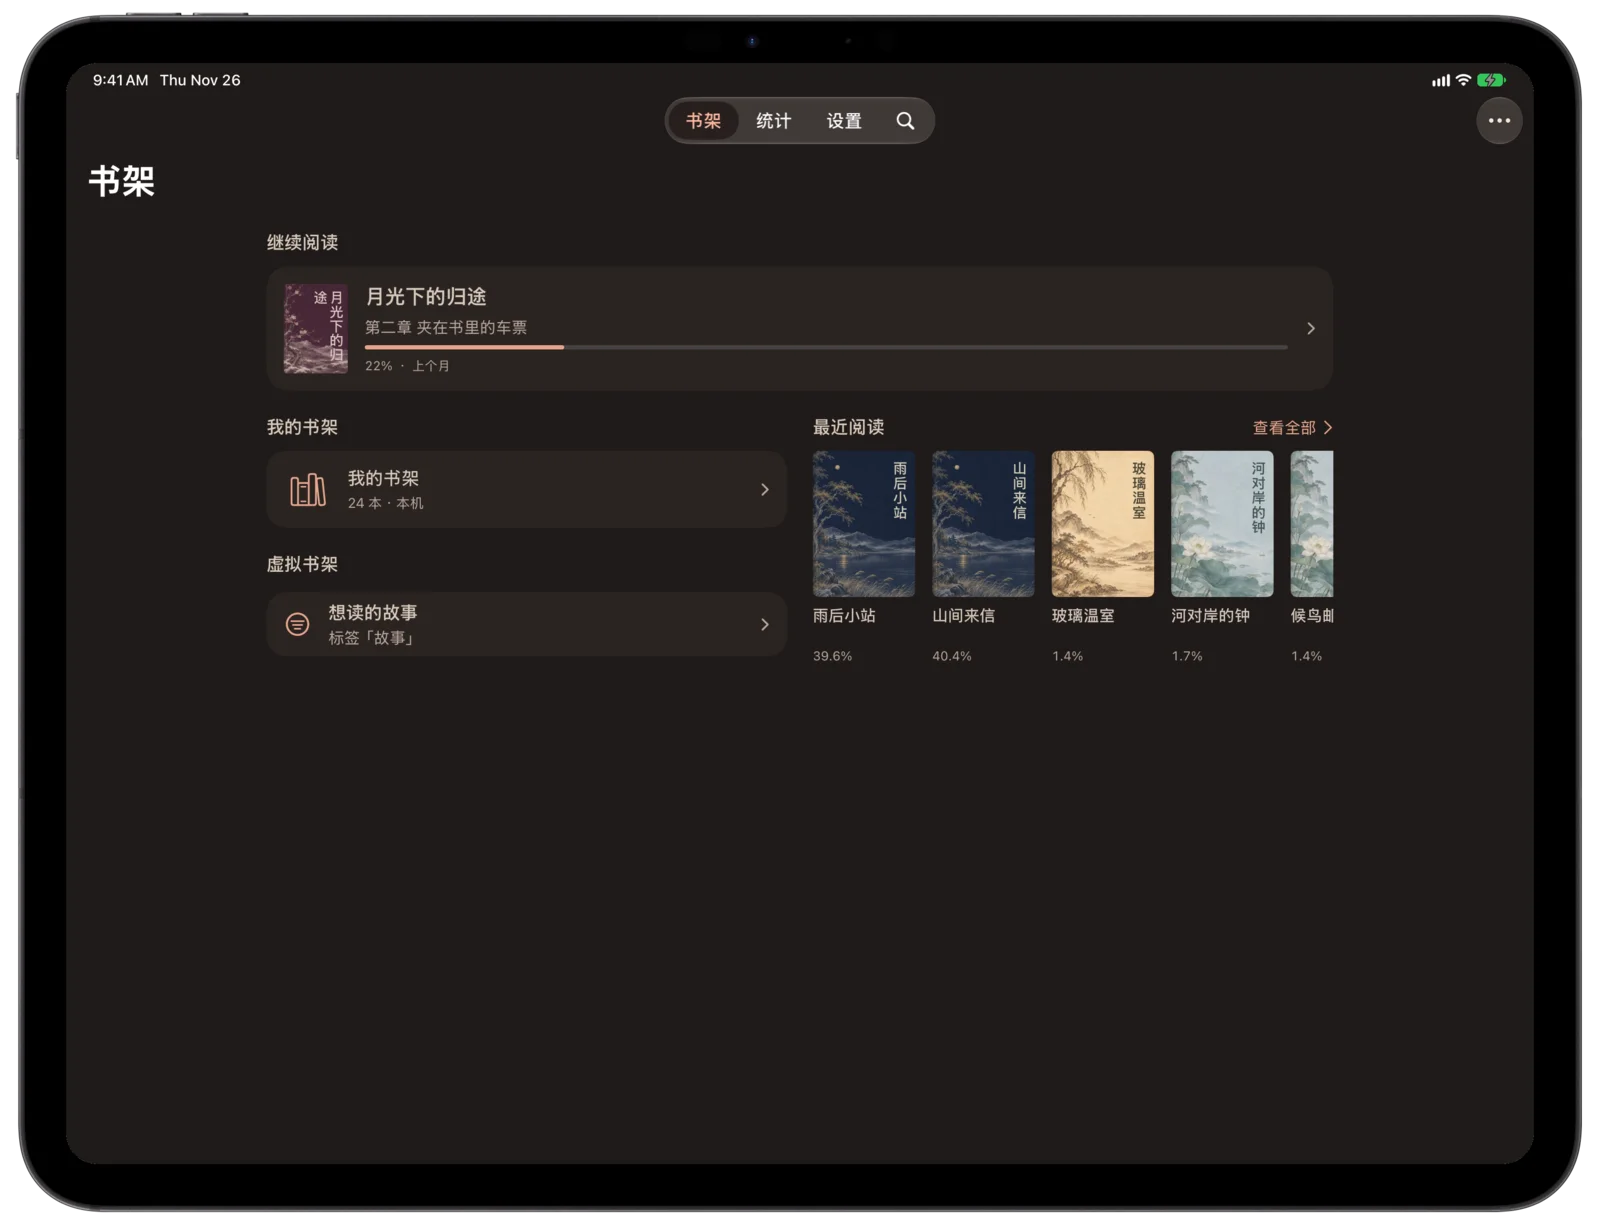 9:41 AM Thu Nov 26
书架 统计 设置
书架
继续阅读
月光下的归途
月光下的归
途
第二章 夹在书里的车票
22% · 上个月
我的书架
我的书架
24 本 · 本机
虚拟书架
想读的故事
标签「故事」
最近阅读
查看全部
雨后小站
山间来信
玻璃温室
河对岸的钟
雨后小站
山间来信
玻璃温室
河对岸的钟
候鸟邮
39.6%
40.4%
1.4%
1.7%
1.4%